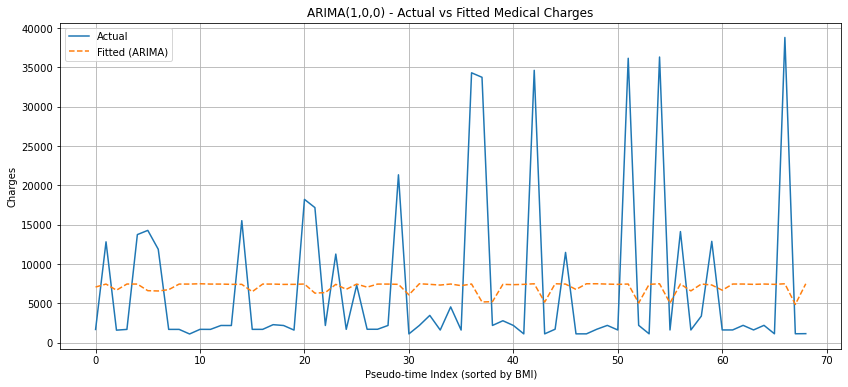 ARIMA(1,0,0) - Actual vs Fitted Medical Charges
Actual
Fitted (ARIMA)
40000
35000
30000
25000
20000
15000
10000
5000
0
Charges
0 10 20 30 40 50 60 70
Pseudo-time Index (sorted by BMI)